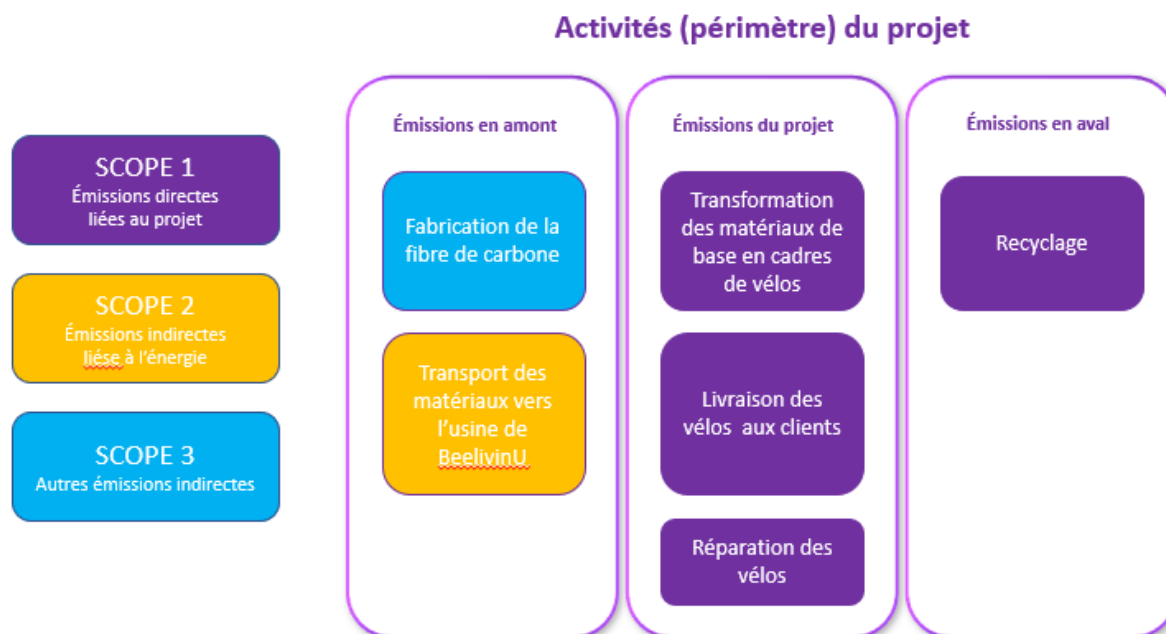 Activités (périmètre) du projet
SCOPE 1
Émissions directes
liées au projet
SCOPE 2
Émissions indirectes
liése à l'énergie
SCOPE 3
Autres émissions indirectes
Émissions en amont
Fabrication de la
fibre de carbone
Transport des
matériaux vers
l'usine de
BeelivinU
Émissions du projet
Transformation
des matériaux de
base en cadres
de vélos
Livraison des
vélos aux clients
Réparation des
vélos
Émissions en aval
Recyclage